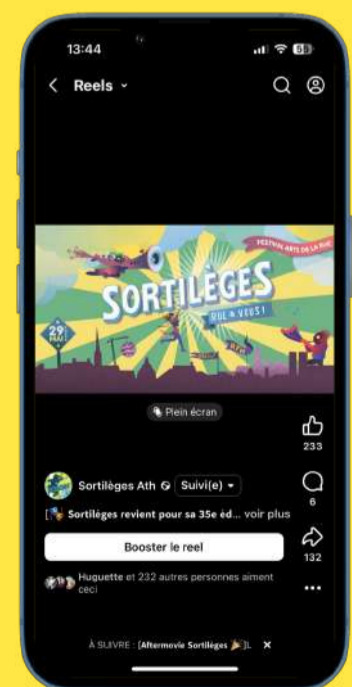 13:44
58
Reels
FESTIVAL ARTS DE LA RUE
SORTILÈGES
RUE & VOUS !
29
MAI
Plein écran
233
Sortilèges Ath
Suivi(e)
6
Sortilèges revient pour sa 35e éd... voir plus
132
Booster le reel
Huguette et 232 autres personnes aiment
ceci
À SUIVRE : [Aftermovie Sortilèges 🎉]L